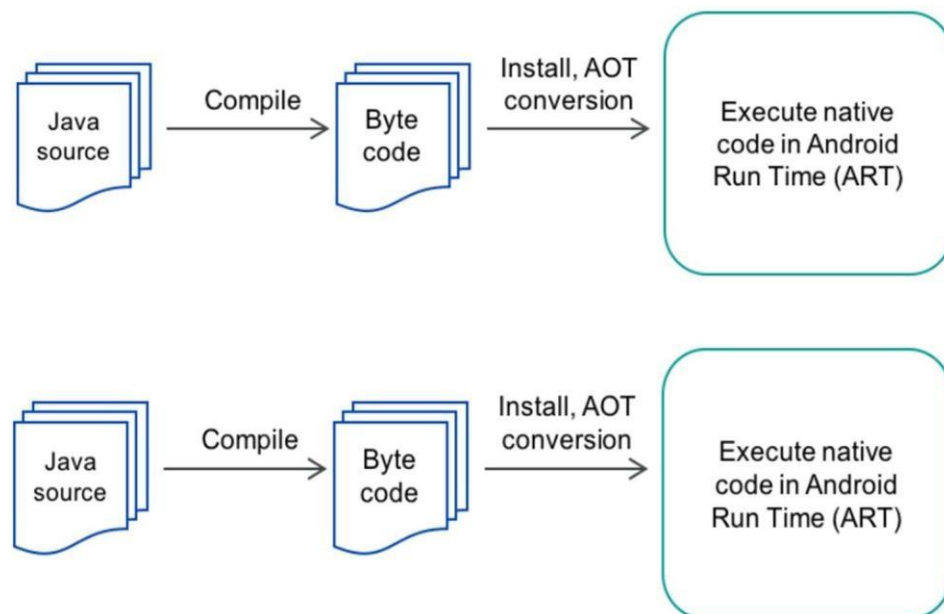 Java
source
Compile
Byte
code
Install, AOT
conversion
Execute native
code in Android
Run Time (ART)
Java
source
Compile
Byte
code
Install, AOT
conversion
Execute native
code in Android
Run Time (ART)